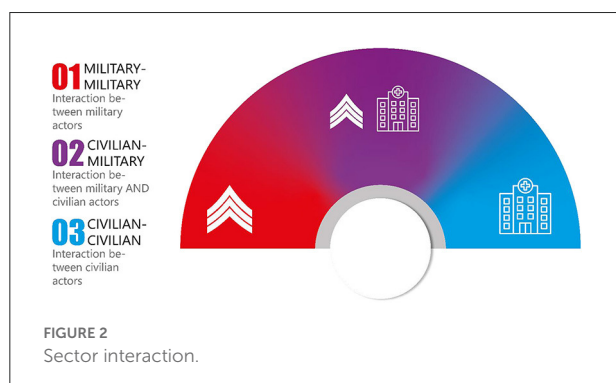 01 MILITARY-
MILITARY
Interaction be-
tween military
actors
02 CIVILIAN-
MILITARY
Interaction be-
tween military AND
civilian actors
03 CIVILIAN-
CIVILIAN
Interaction be-
tween civilian
actors
FIGURE 2
Sector interaction.